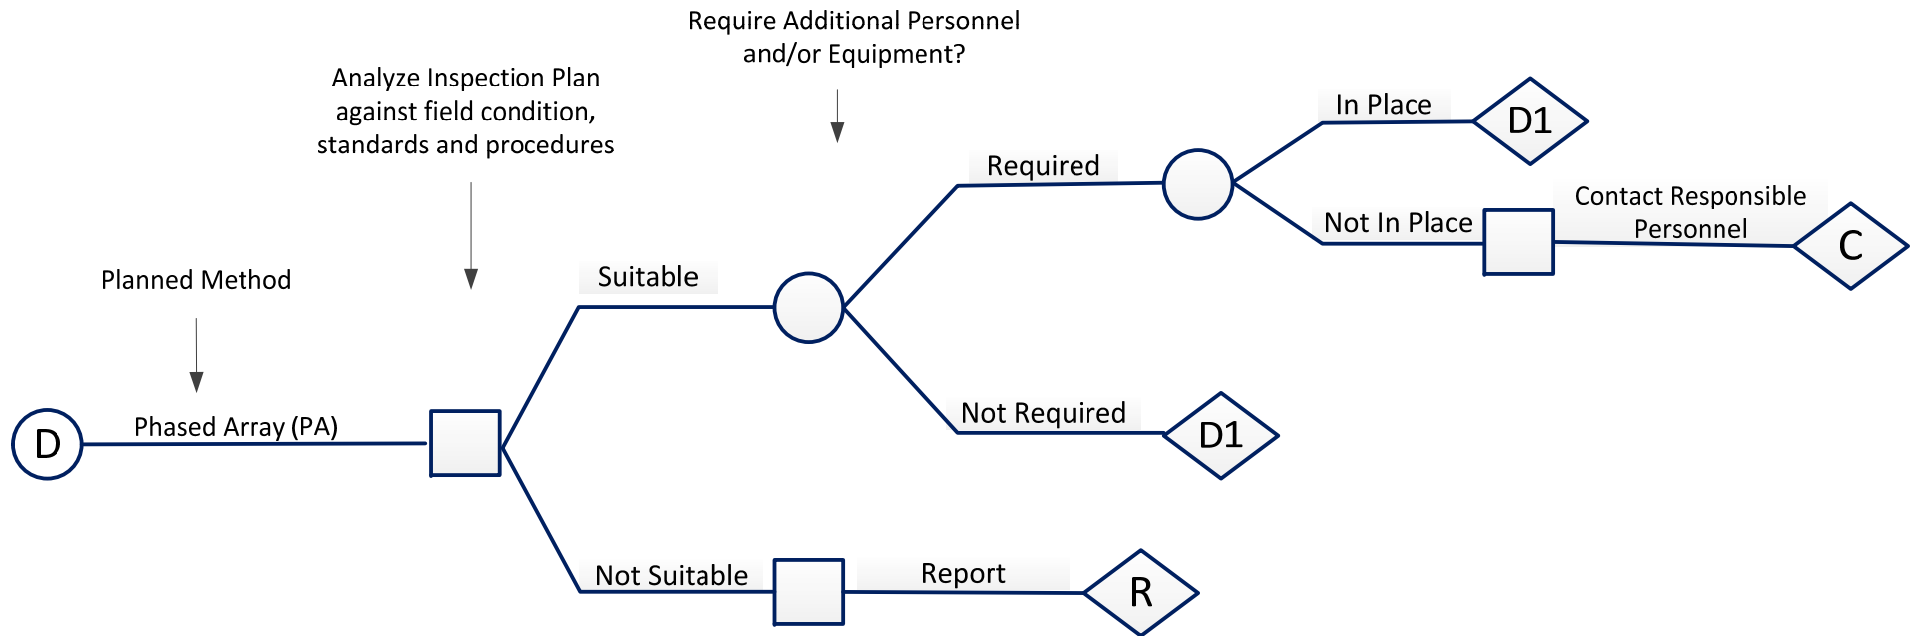 Require Additional Personnel
and/or Equipment?
Analyze Inspection Plan
against field condition,
standards and procedures
In Place
D1
Required
Contact Responsible
Personnel
Not In Place
C
Planned Method
Suitable
Phased Array (PA)
D
Not Required
D1
Not Suitable
Report
R